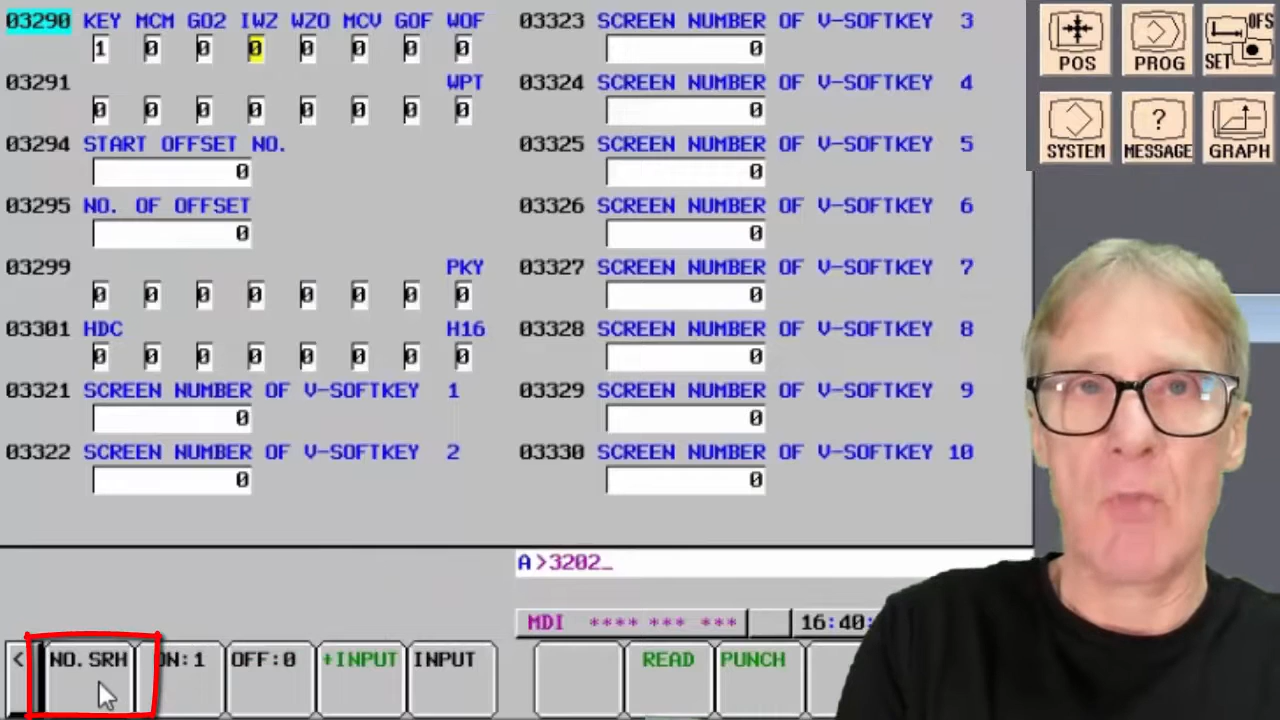 03290 KEY MCM GO2 IWZ WZO MCV GOF WOF
1 0 0 0 0 0 0 0
03291 WPT
0 0 0 0 0 0 0 0
03294 START OFFSET NO.
0
03295 NO. OF OFFSET
0
03299 PKY
0 0 0 0 0 0 0 0
03301 HDC H16
0 0 0 0 0 0 0 0
03321 SCREEN NUMBER OF V-SOFTKEY 1
0
03322 SCREEN NUMBER OF V-SOFTKEY 2
0
03323 SCREEN NUMBER OF V-SOFTKEY 3
0
03324 SCREEN NUMBER OF V-SOFTKEY 4
0
03325 SCREEN NUMBER OF V-SOFTKEY 5
0
03326 SCREEN NUMBER OF V-SOFTKEY 6
0
03327 SCREEN NUMBER OF V-SOFTKEY 7
0
03328 SCREEN NUMBER OF V-SOFTKEY 8
0
03329 SCREEN NUMBER OF V-SOFTKEY 9
0
03330 SCREEN NUMBER OF V-SOFTKEY 10
0
A>3202_
MDI **** *** *** 16:40:
< NO.SRH ON:1 OFF:0 +INPUT INPUT READ PUNCH
POS PROG OFS SET
SYSTEM ? MESSAGE GRAPH